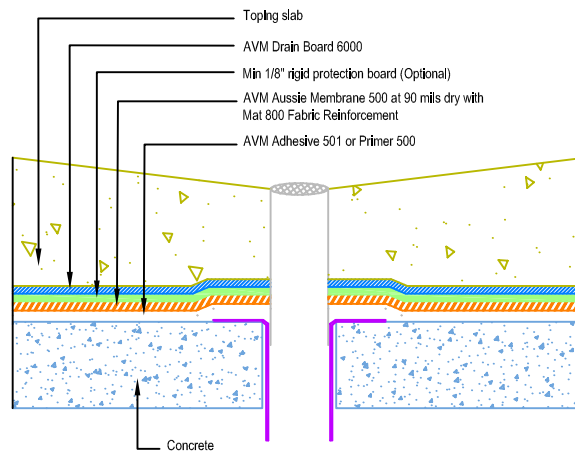 Toping slab
AVM Drain Board 6000
Min 1/8" rigid protection board (Optional)
AVM Aussie Membrane 500 at 90 mils dry with
Mat 800 Fabric Reinforcement
AVM Adhesive 501 or Primer 500
Concrete